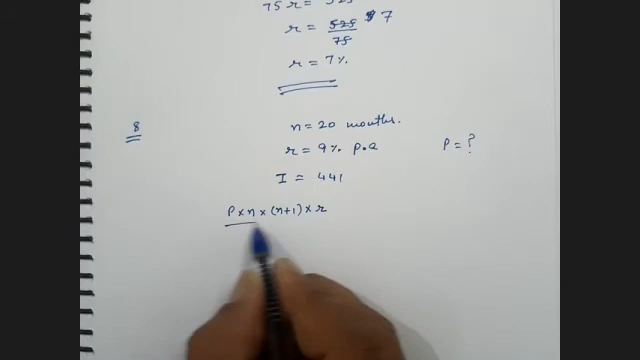 75 r = 525
r = 525 7
75
r = 7%
8
n = 20 months.
r = 9% p.a P = ?
I = 441
P × n × (n+1) × r